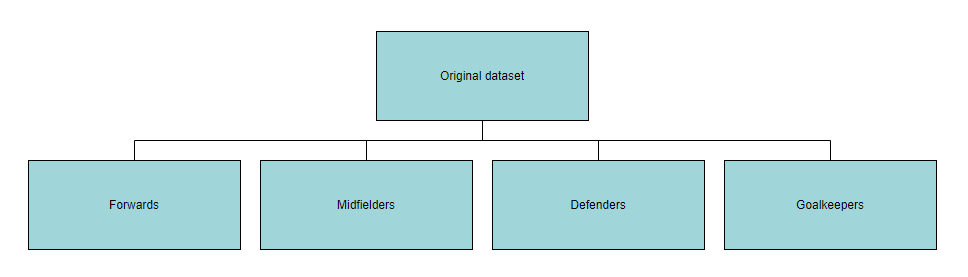 Original dataset
Forwards
Midfielders
Defenders
Goalkeepers